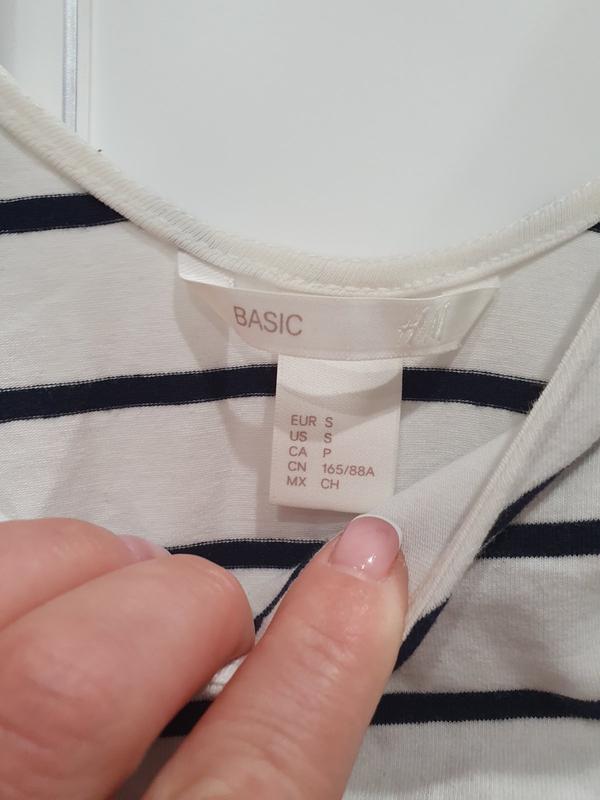 BASIC H&M
EUR S
US S
CA P
CN 165/88A
MX CH